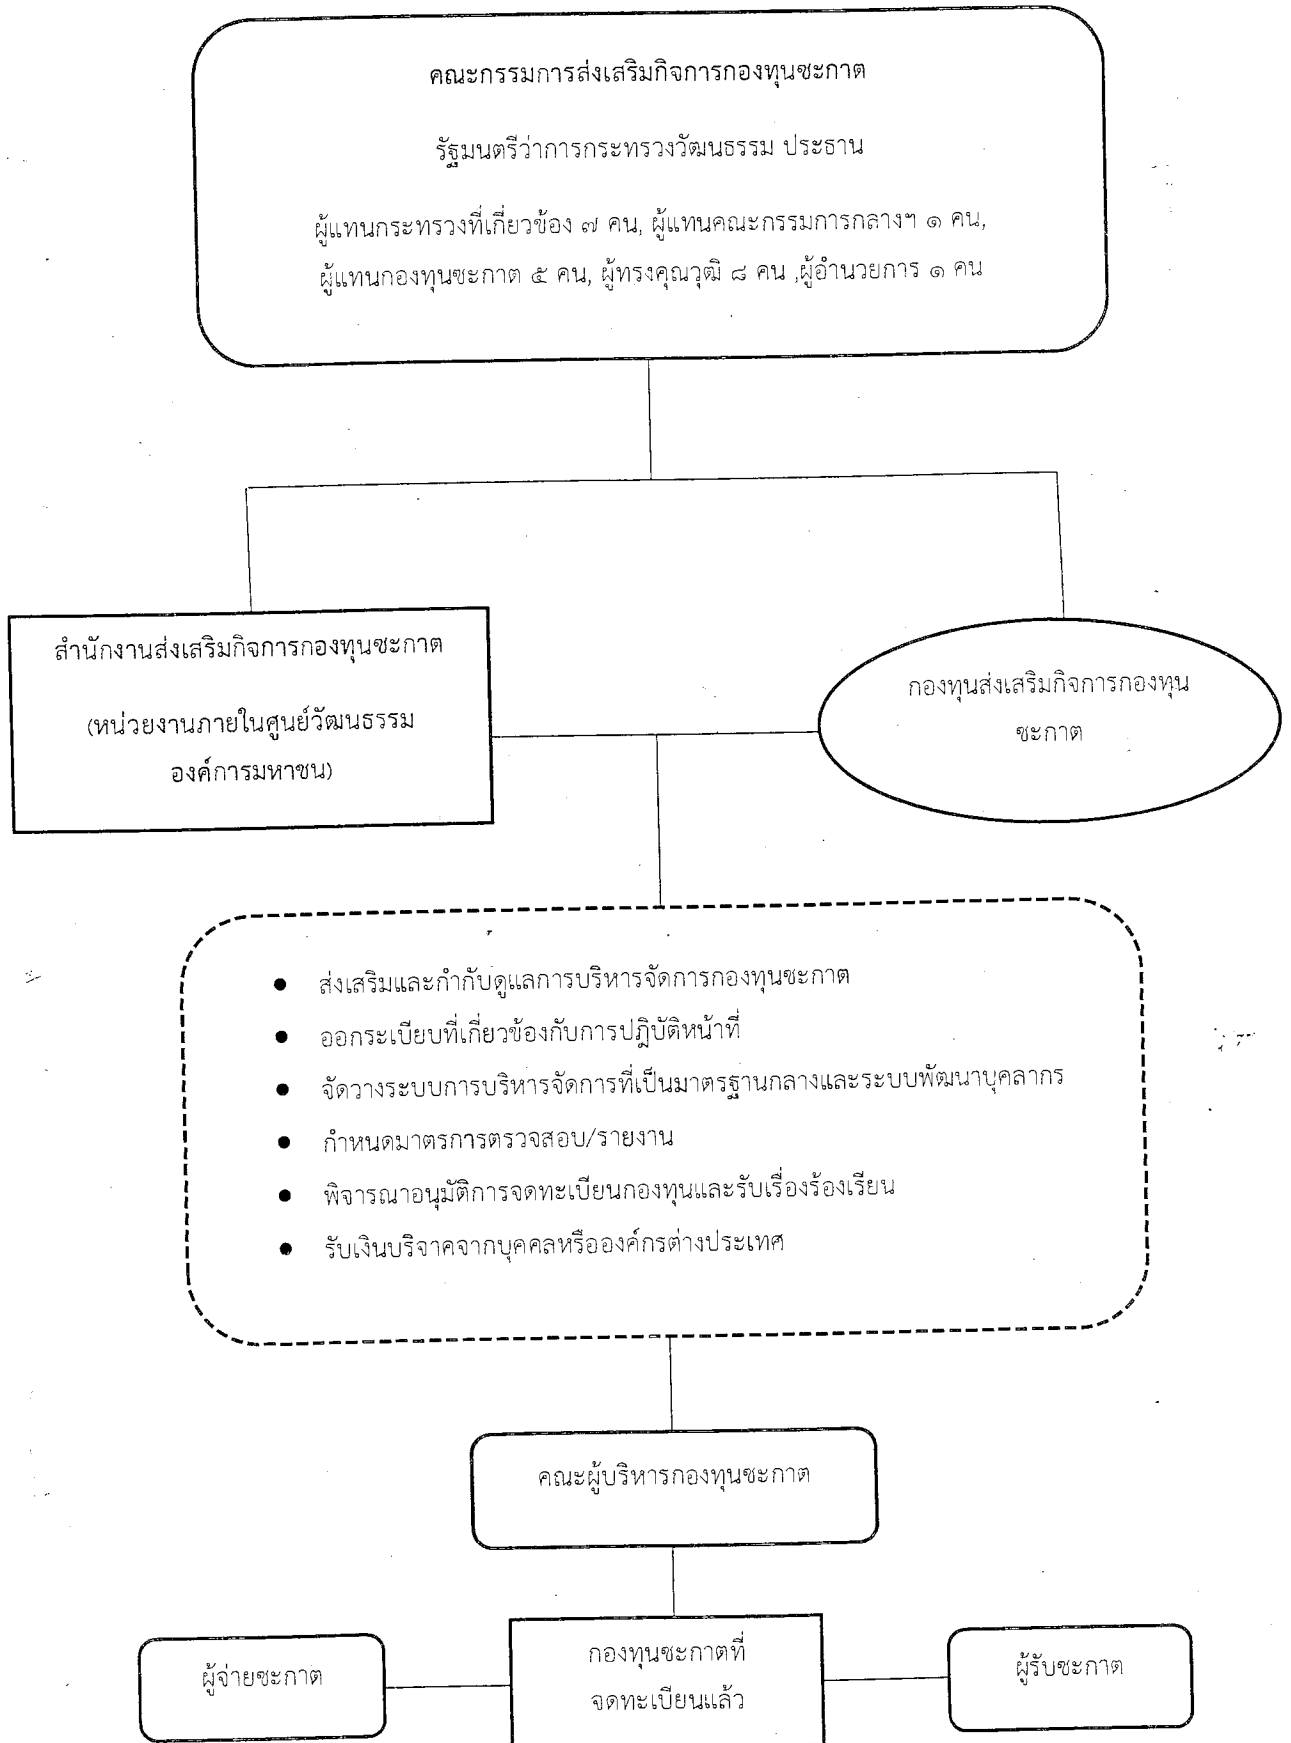 คณะกรรมการส่งเสริมกิจการกองทุนซะกาต
รัฐมนตรีว่าการกระทรวงวัฒนธรรม ประธาน
ผู้แทนกระทรวงที่เกี่ยวข้อง ๗ คน, ผู้แทนคณะกรรมการกลางฯ ๑ คน,
ผู้แทนกองทุนซะกาต ๕ คน, ผู้ทรงคุณวุฒิ ๘ คน ,ผู้อำนวยการ ๑ คน
สำนักงานส่งเสริมกิจการกองทุนซะกาต
(หน่วยงานภายในศูนย์วัฒนธรรม
องค์การมหาชน)
กองทุนส่งเสริมกิจการกองทุน
ซะกาต
● ส่งเสริมและกำกับดูแลการบริหารจัดการกองทุนซะกาต
● ออกระเบียบที่เกี่ยวข้องกับการปฏิบัติหน้าที่
● จัดวางระบบการบริหารจัดการที่เป็นมาตรฐานกลางและระบบพัฒนาบุคลากร
● กำหนดมาตรการตรวจสอบ/รายงาน
● พิจารณาอนุมัติการจดทะเบียนกองทุนและรับเรื่องร้องเรียน
● รับเงินบริจาคจากบุคคลหรือองค์กรต่างประเทศ
คณะผู้บริหารกองทุนซะกาต
ผู้จ่ายซะกาต
กองทุนซะกาตที่
จดทะเบียนแล้ว
ผู้รับซะกาต